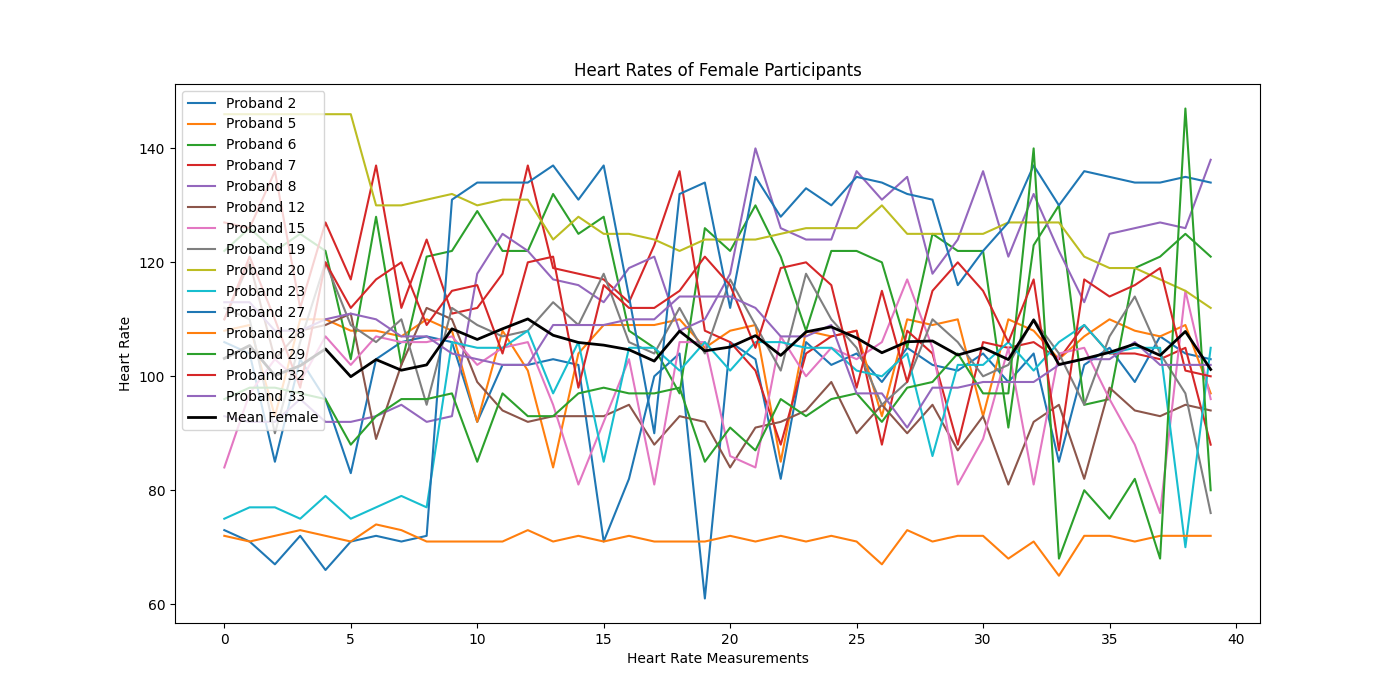 Heart Rates of Female Participants
Proband 2
Proband 5
Proband 6
Proband 7
Proband 8
Proband 12
Proband 15
Proband 19
Proband 20
Proband 23
Proband 27
Proband 28
Proband 29
Proband 32
Proband 33
Mean Female
140
120
100
80
60
Heart Rate
0 5 10 15 20 25 30 35 40
Heart Rate Measurements